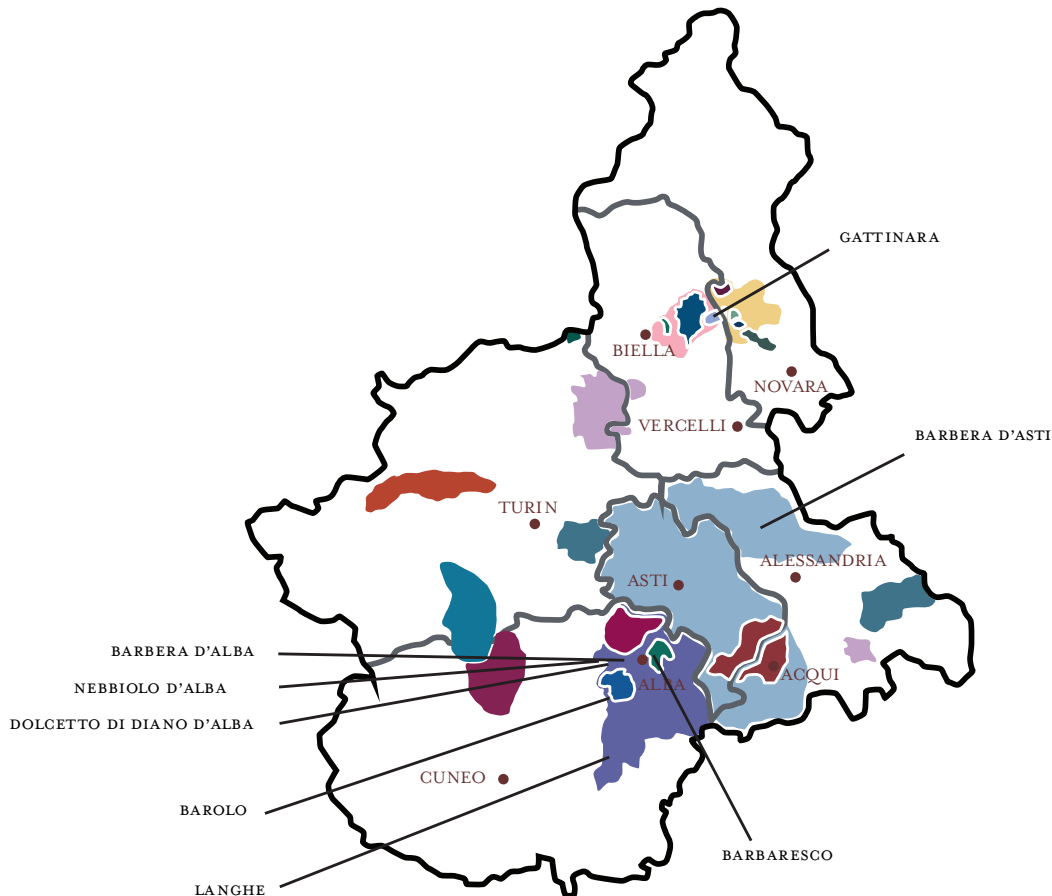 GATTINARA
BIELLA
NOVARA
VERCELLI
BARBERA D'ASTI
TURIN
ALESSANDRIA
ASTI
BARBERA D'ALBA
NEBBIOLO D'ALBA
DOLCETTO DI DIANO D'ALBA
ALBA
ACQUI
CUNEO
BAROLO
BARBARESCO
LANGHE